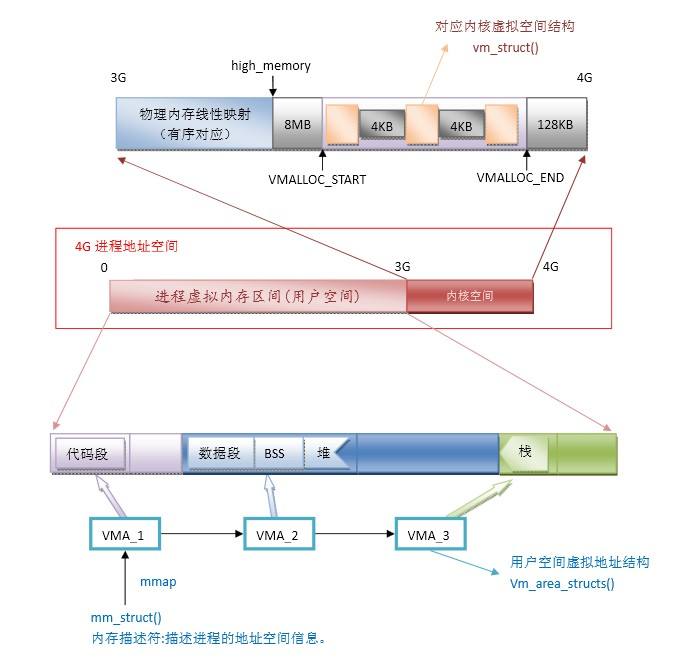 对应内核虚拟空间结构
vm_struct()
3G
high_memory
4G
物理内存线性映射
（有序对应）
8MB
4KB
4KB
128KB
VMALLOC_START
VMALLOC_END
4G 进程地址空间
0
3G
4G
进程虚拟内存区间(用户空间)
内核空间
代码段
数据段
BSS
堆
栈
VMA_1
VMA_2
VMA_3
用户空间虚拟地址结构
Vm_area_structs()
mmap
mm_struct()
内存描述符:描述进程的地址空间信息。